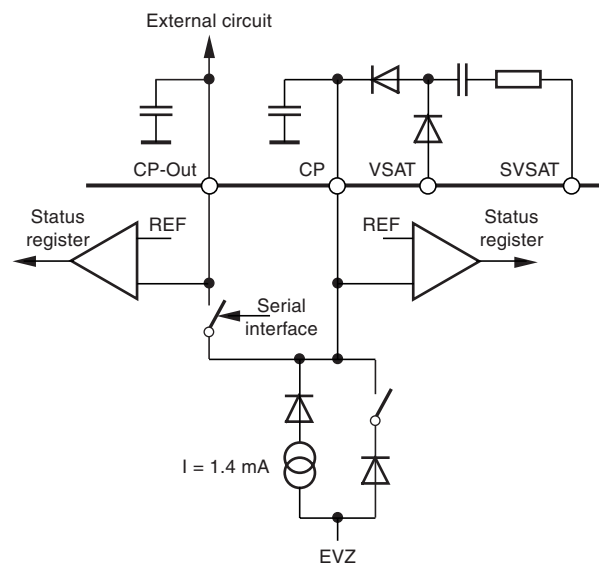 External circuit
CP-Out
CP
VSAT
SVSAT
Status
register
REF
REF
Status
register
Serial
interface
I = 1.4 mA
EVZ